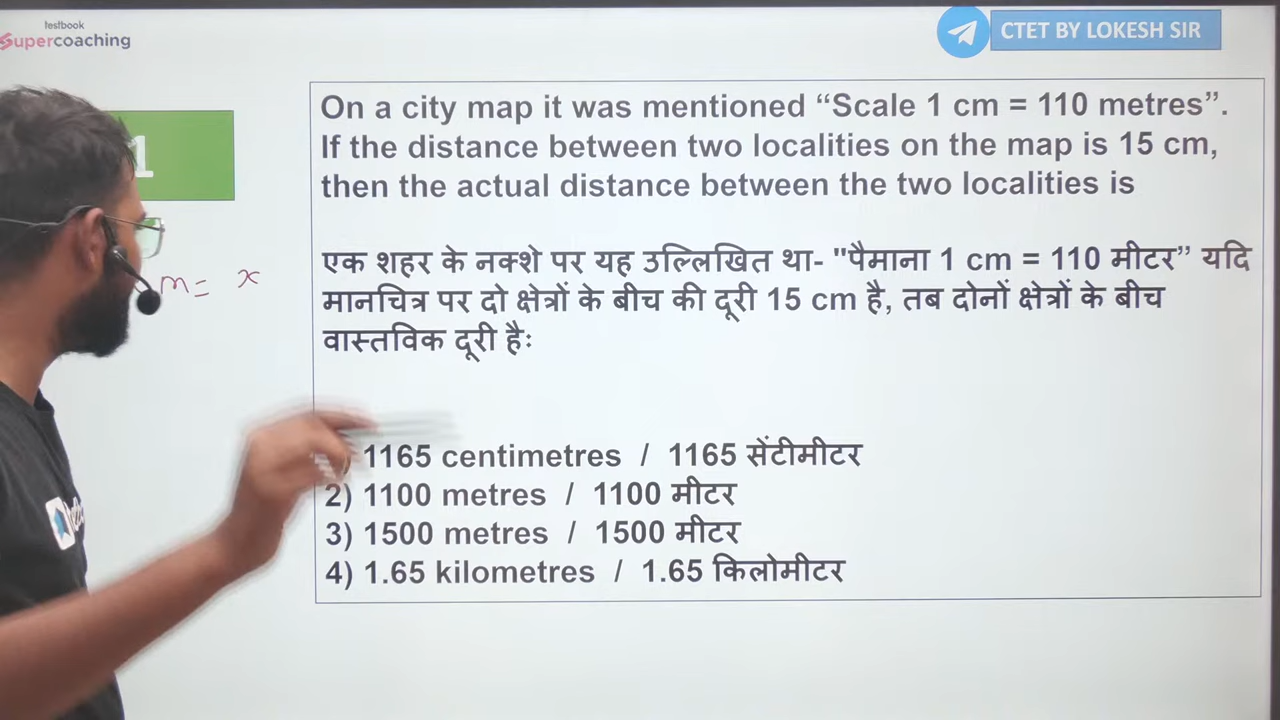 testbook
Supercoaching
CTET BY LOKESH SIR
1
On a city map it was mentioned “Scale 1 cm = 110 metres”.
If the distance between two localities on the map is 15 cm,
then the actual distance between the two localities is
एक शहर के नक्शे पर यह उल्लिखित था- "पैमाना 1 cm = 110 मीटर” यदि
मानचित्र पर दो क्षेत्रों के बीच की दूरी 15 cm है, तब दोनों क्षेत्रों के बीच
वास्तविक दूरी हैः
m = x
1165 centimetres / 1165 सेंटीमीटर
2) 1100 metres / 1100 मीटर
3) 1500 metres / 1500 मीटर
4) 1.65 kilometres / 1.65 किलोमीटर